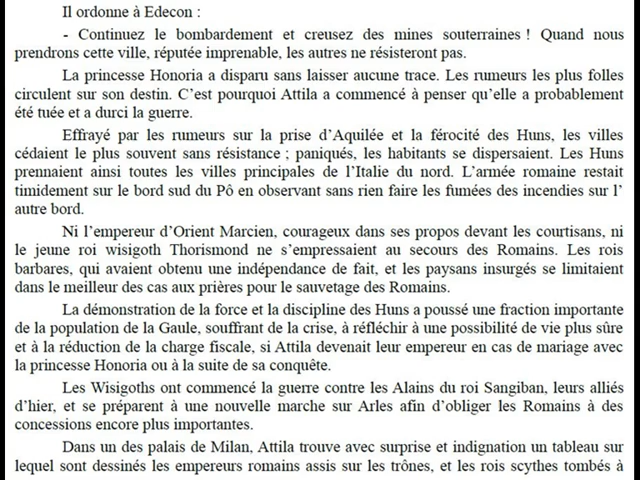 Il ordonne à Edecon :
- Continuez le bombardement et creusez des mines souterraines ! Quand nous
prendrons cette ville, réputée imprenable, les autres ne résisteront pas.
La princesse Honoria a disparu sans laisser aucune trace. Les rumeurs les plus folles
circulent sur son destin. C'est pourquoi Attila a commencé à penser qu'elle a probablement
été tuée et a durci la guerre.
Effrayé par les rumeurs sur la prise d'Aquilée et la férocité des Huns, les villes
cédaient le plus souvent sans résistance ; paniqués, les habitants se dispersaient. Les Huns
prennaient ainsi toutes les villes principales de l'Italie du nord. L'armée romaine restait
timidement sur le bord sud du Pô en observant sans rien faire les fumées des incendies sur l'
autre bord.
Ni l'empereur d'Orient Marcien, courageux dans ses propos devant les courtisans, ni
le jeune roi wisigoth Thorismond ne s'empressaient au secours des Romains. Les rois
barbares, qui avaient obtenu une indépendance de fait, et les paysans insurgés se limitaient
dans le meilleur des cas aux prières pour le sauvetage des Romains.
La démonstration de la force et la discipline des Huns a poussé une fraction importante
de la population de la Gaule, souffrant de la crise, à réfléchir à une possibilité de vie plus sûre
et à la réduction de la charge fiscale, si Attila devenait leur empereur en cas de mariage avec
la princesse Honoria ou à la suite de sa conquête.
Les Wisigoths ont commencé la guerre contre les Alains du roi Sangiban, leurs alliés
d'hier, et se préparent à une nouvelle marche sur Arles afin d'obliger les Romains à des
concessions encore plus importantes.
Dans un des palais de Milan, Attila trouve avec surprise et indignation un tableau sur
lequel sont dessinés les empereurs romains assis sur les trônes, et les rois scythes tombés à